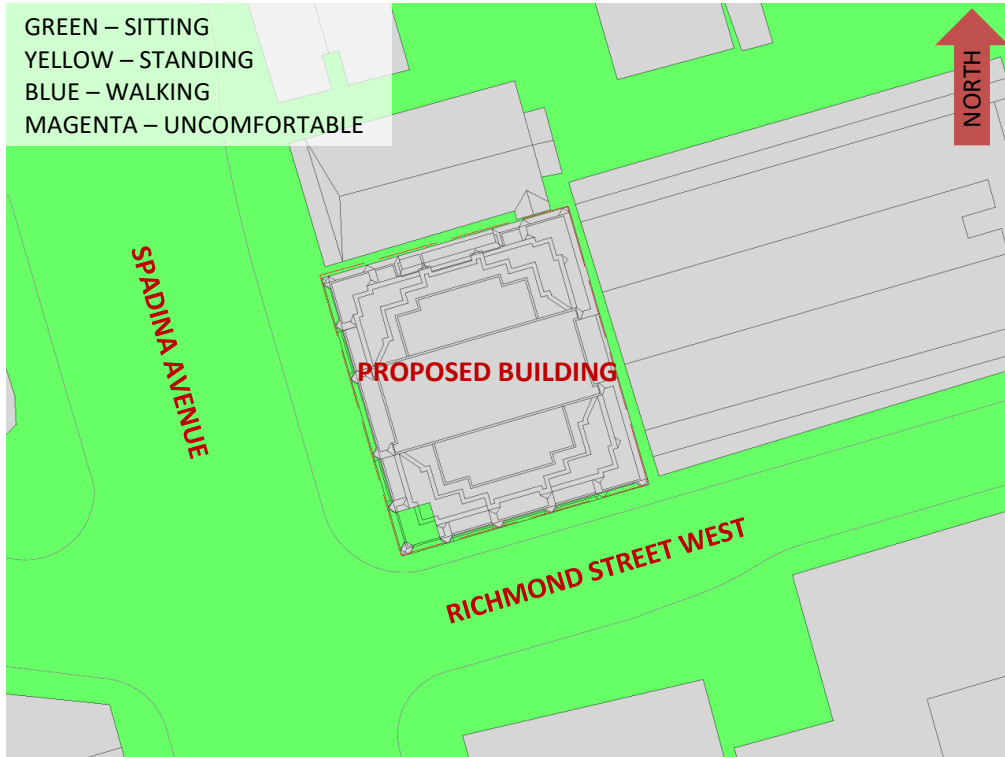 GREEN – SITTING
YELLOW – STANDING
BLUE – WALKING
MAGENTA – UNCOMFORTABLE
NORTH
SPADINA AVENUE
PROPOSED BUILDING
RICHMOND STREET WEST